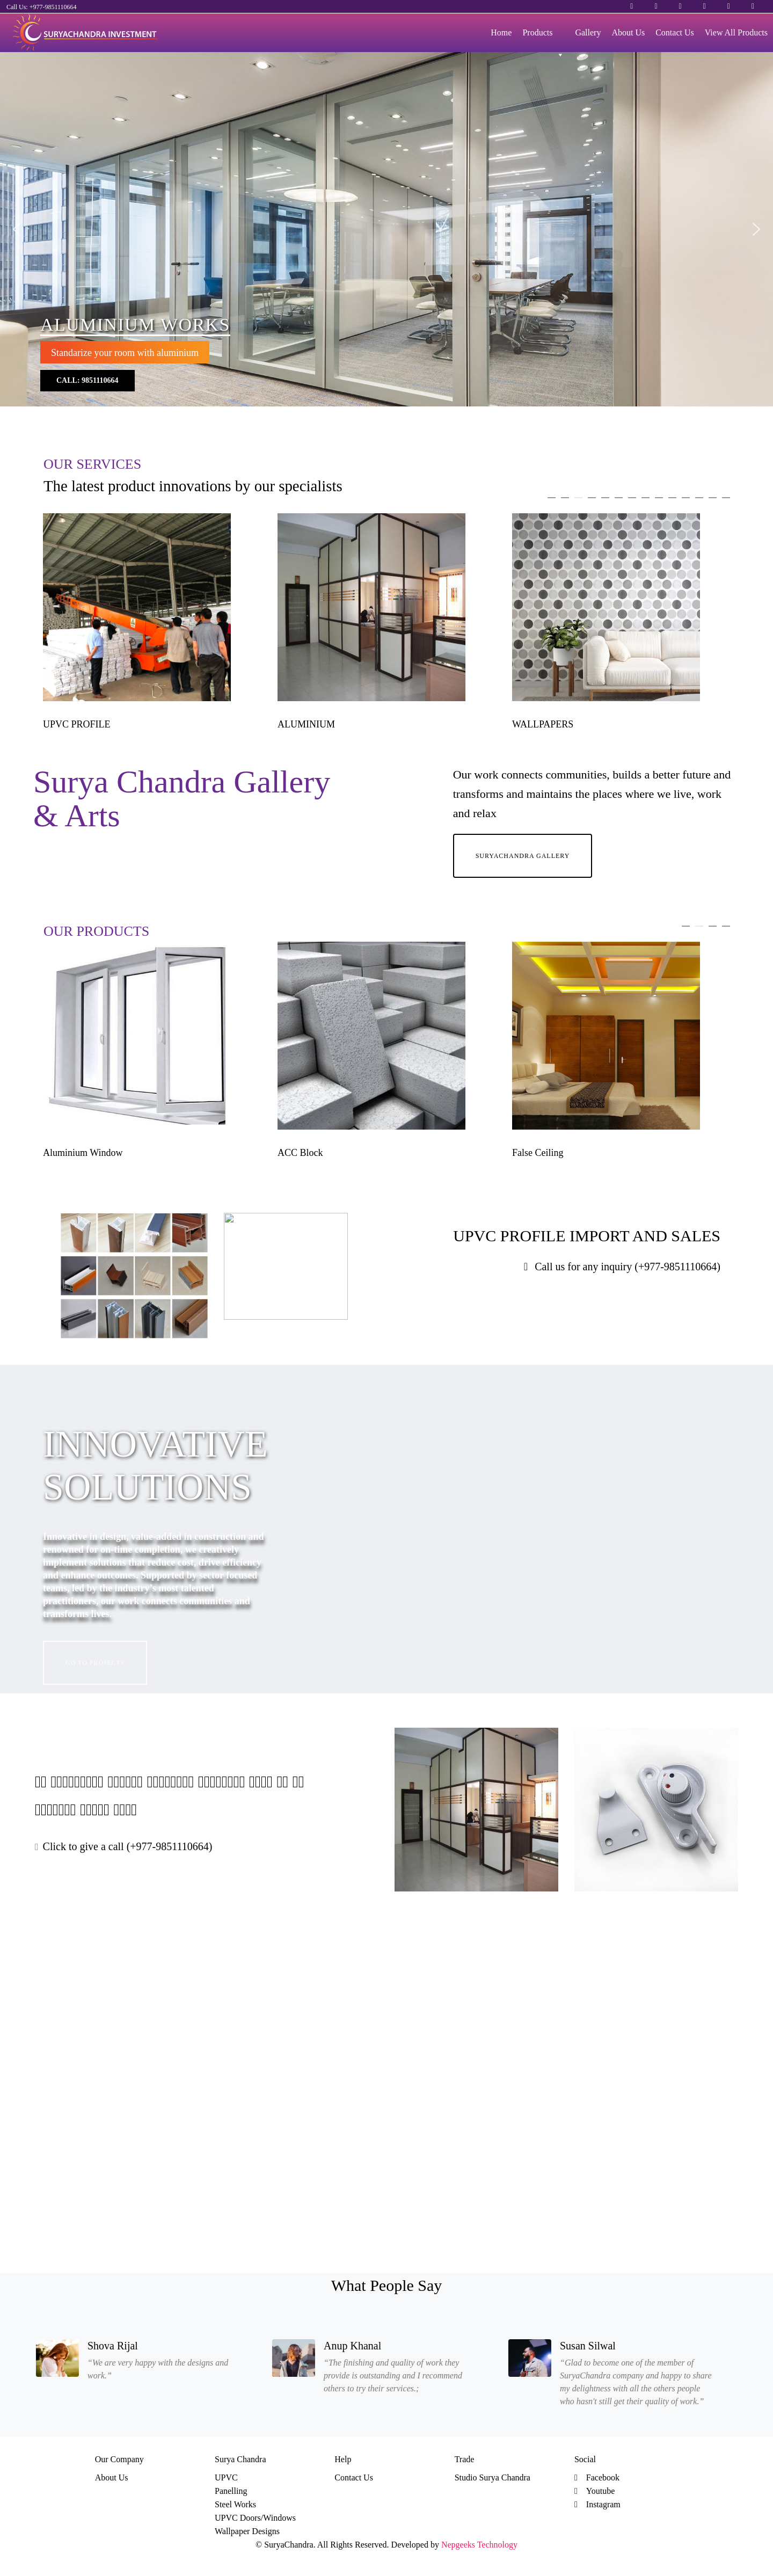 Call Us: +977-9851110664
SURYACHANDRA INVESTMENT
Home Products Gallery About Us Contact Us View All Products
ALUMINIUM WORKS
Standarize your room with aluminium
CALL: 9851110664
OUR SERVICES
The latest product innovations by our specialists
UPVC PROFILE
ALUMINIUM
WALLPAPERS
Surya Chandra Gallery
& Arts
Our work connects communities, builds a better future and
transforms and maintains the places where we live, work
and relax
SURYACHANDRA GALLERY
OUR PRODUCTS
Aluminium Window
ACC Block
False Ceiling
UPVC PROFILE IMPORT AND SALES
Call us for any inquiry (+977-9851110664)
INNOVATIVE
SOLUTIONS
Innovative in design, value-added in construction and
renowned for on-time completion, we creatively
implement solutions that reduce cost, drive efficiency
and enhance outcomes. Supported by sector focused
teams, led by the industry's most talented
practitioners, our work connects communities and
transforms lives.
Click to give a call (+977-9851110664)
What People Say
Shova Rijal
“We are very happy with the designs and
work.”
Anup Khanal
“The finishing and quality of work they
provide is outstanding and I recommend
others to try their services.;
Susan Silwal
“Glad to become one of the member of
SuryaChandra company and happy to share
my delightness with all the others people
who hasn't still get their quality of work.”
Our Company
About Us
Surya Chandra
UPVC
Panelling
Steel Works
UPVC Doors/Windows
Wallpaper Designs
Help
Contact Us
Trade
Studio Surya Chandra
Social
Facebook
Youtube
Instagram
© SuryaChandra. All Rights Reserved. Developed by Nepgeeks Technology